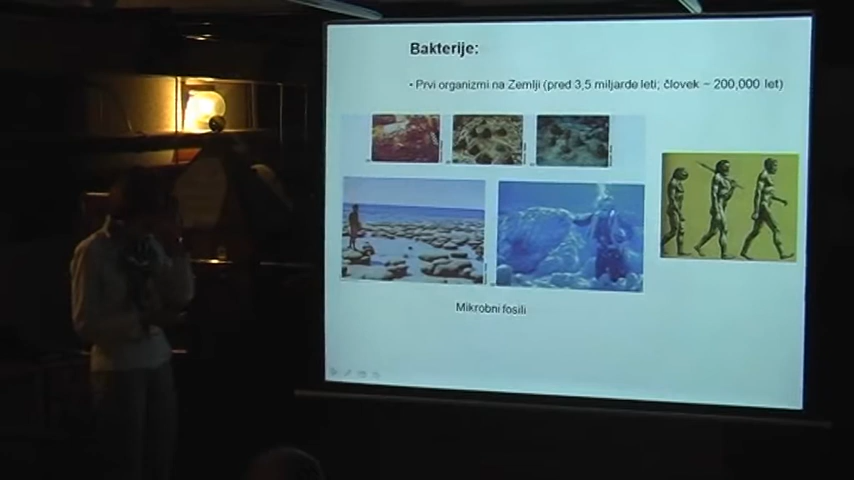 Bakterije:
• Prvi organizmi na Zemlji (pred 3,5 miljarde leti; človek ~ 200,000 let)
Mikrobni fosili